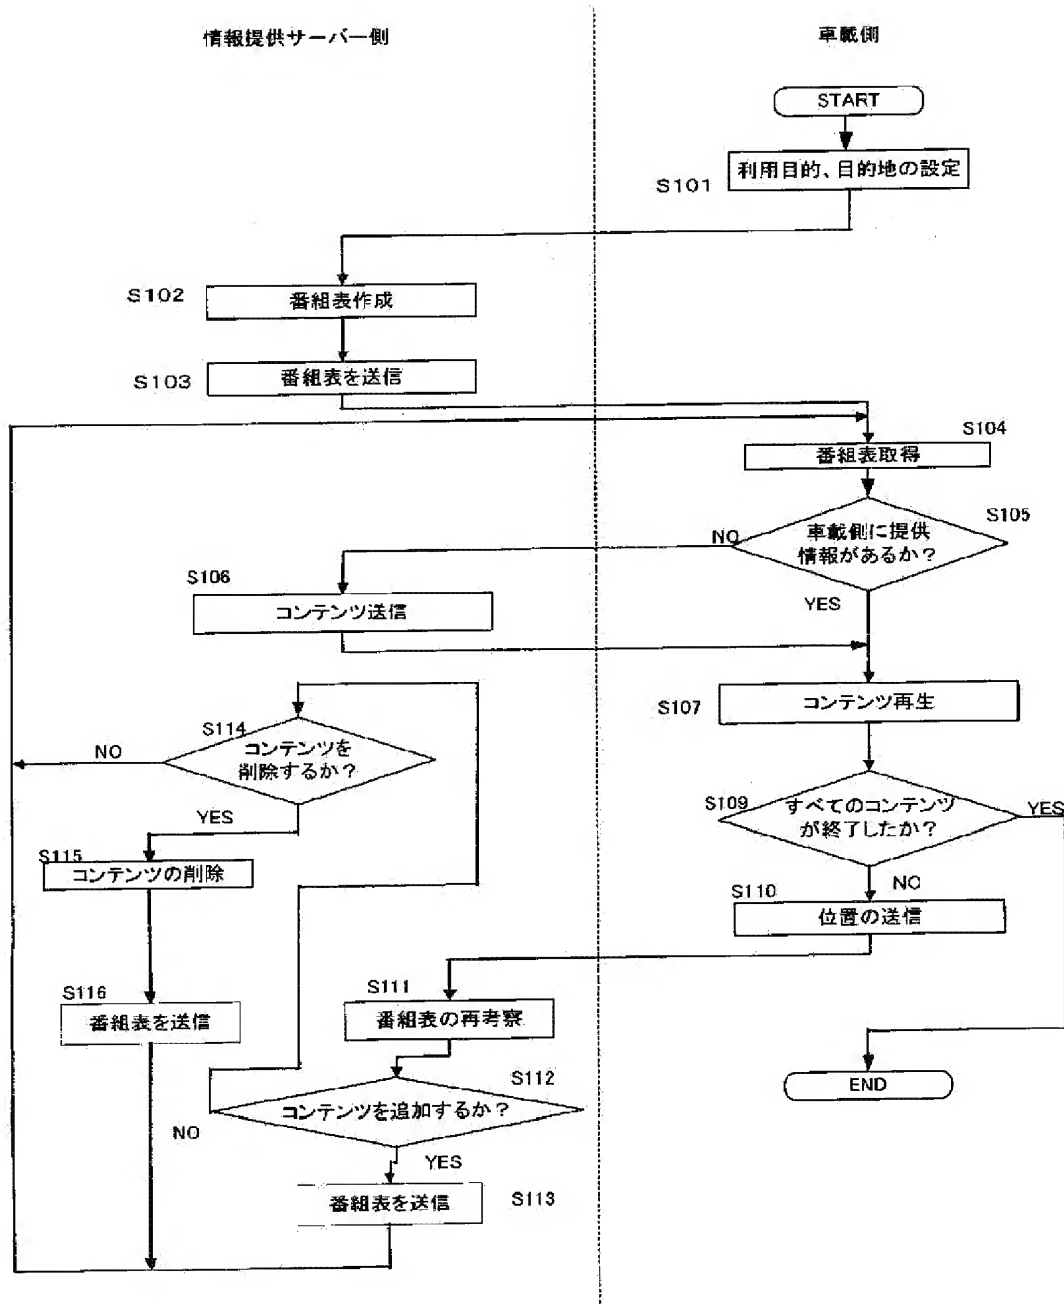 情報提供サーバー側
車載側
START
S101
利用目的、目的地の設定
S102
番組表作成
S103
番組表を送信
S104
番組表取得
S105
車載側に提供
情報があるか？
NO
YES
S106
コンテンツ送信
S107
コンテンツ再生
S114
コンテンツを
削除するか？
NO
YES
S109
すべてのコンテンツ
が終了したか？
YES
NO
S115
コンテンツの削除
S110
位置の送信
S116
番組表を送信
S111
番組表の再考察
S112
コンテンツを追加するか？
NO
YES
END
番組表を送信
S113